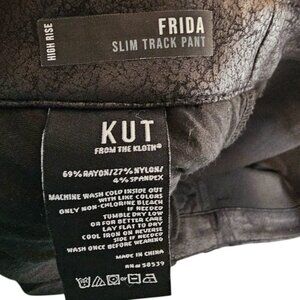 HIGH RISE
FRIDA
SLIM TRACK PANT
KUT
FROM THE KLOTH®
69% RAYON/27% NYLON/
4% SPANDEX
MACHINE WASH COLD INSIDE OUT
WITH LIKE COLORS
ONLY NON-CHLORINE BLEACH
IF NEEDED
TUMBLE DRY LOW
OR FOR BETTER CARE
LAY FLAT TO DRY
COOL IRON ON REVERSE
SIDE IF NEEDED
WASH ONCE BEFORE WEARING
MADE IN CHINA
RN# 58539